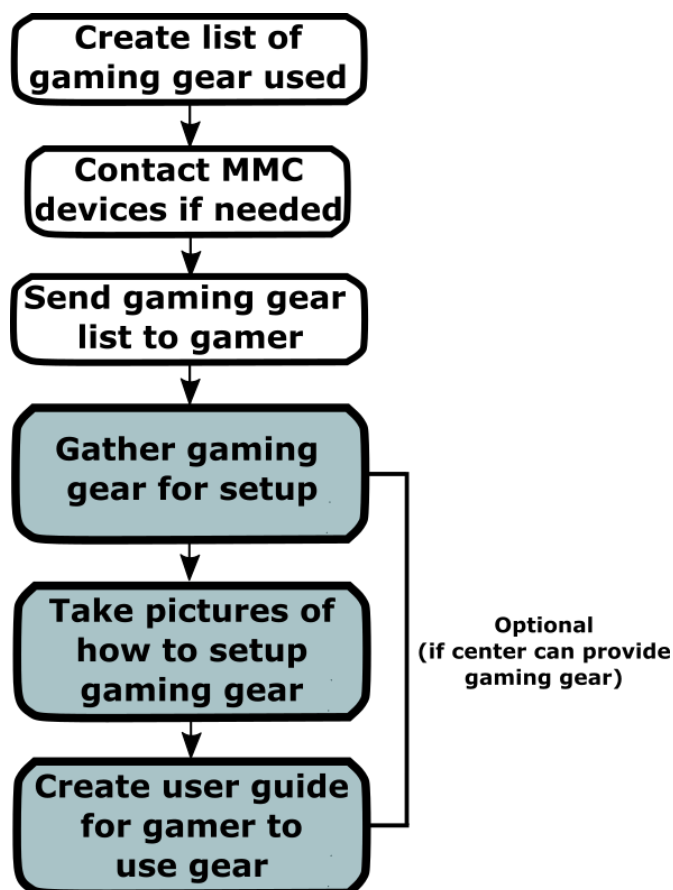 Create list of
gaming gear used
Contact MMC
devices if needed
Send gaming gear
list to gamer
Gather gaming
gear for setup
Take pictures of
how to setup
gaming gear
Optional
(if center can provide
gaming gear)
Create user guide
for gamer to
use gear